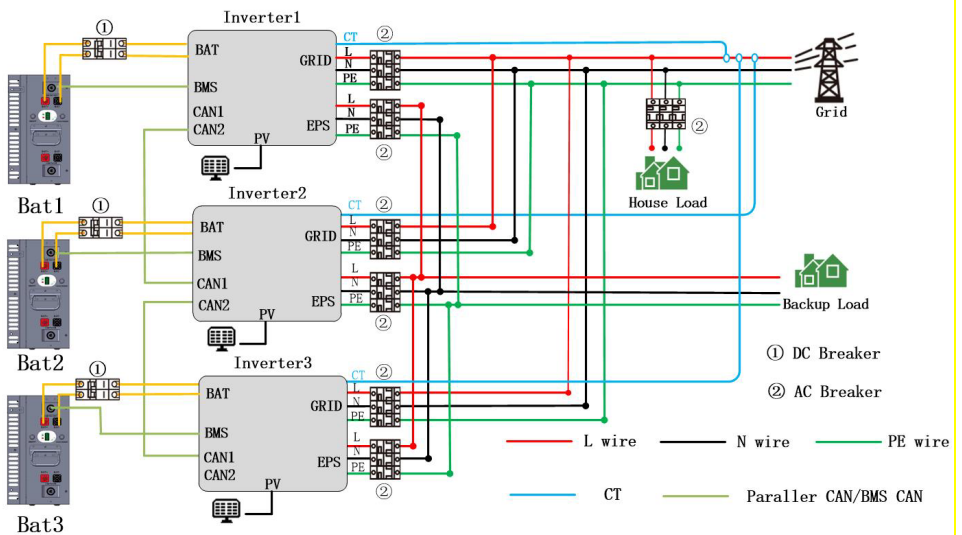 Inverter1
①
BAT
BMS
CAN1
CAN2
PV
GRID
EPS
CT
L
N
PE
②
L
N
PE
②
②
House Load
Grid
Bat1
Inverter2
①
BAT
BMS
CAN1
CAN2
PV
GRID
EPS
CT
L
N
PE
②
L
N
PE
②
Backup Load
Bat2
① DC Breaker
② AC Breaker
Inverter3
①
BAT
BMS
CAN1
CAN2
PV
GRID
EPS
CT
L
N
PE
②
L
N
PE
②
Bat3
L wire
N wire
PE wire
CT
Paraller CAN/BMS CAN